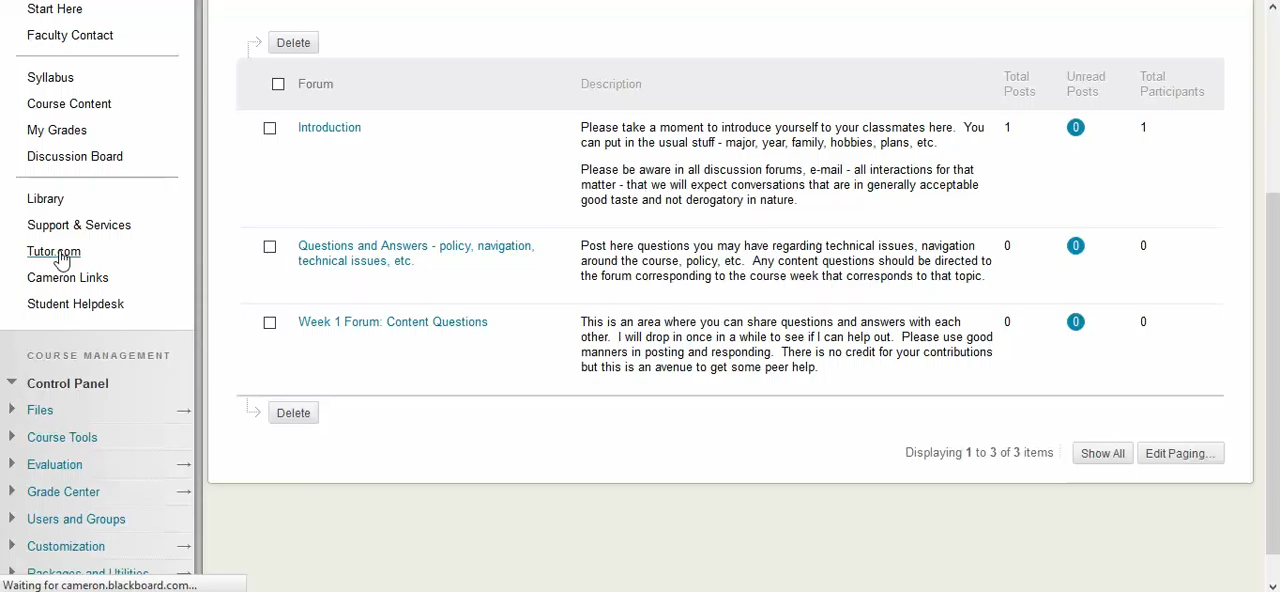 Start Here
Faculty Contact
Syllabus
Course Content
My Grades
Discussion Board
Library
Support & Services
Tutor.com
Cameron Links
Student Helpdesk
COURSE MANAGEMENT
Control Panel
Files
Course Tools
Evaluation
Grade Center
Users and Groups
Customization
Packages and Utilities
Waiting for cameron.blackboard.com...
Delete
Forum
Description
Total
Posts
Unread
Posts
Total
Participants
Introduction
Please take a moment to introduce yourself to your classmates here. You
can put in the usual stuff - major, year, family, hobbies, plans, etc.
Please be aware in all discussion forums, e-mail - all interactions for that
matter - that we will expect conversations that are in generally acceptable
good taste and not derogatory in nature.
1
0
1
Questions and Answers - policy, navigation,
technical issues, etc.
Post here questions you may have regarding technical issues, navigation
around the course, policy, etc. Any content questions should be directed to
the forum corresponding to the course week that corresponds to that topic.
0
0
0
Week 1 Forum: Content Questions
This is an area where you can share questions and answers with each
other. I will drop in once in a while to see if I can help out. Please use good
manners in posting and responding. There is no credit for your contributions
but this is an avenue to get some peer help.
0
0
0
Delete
Displaying 1 to 3 of 3 items
Show All
Edit Paging...